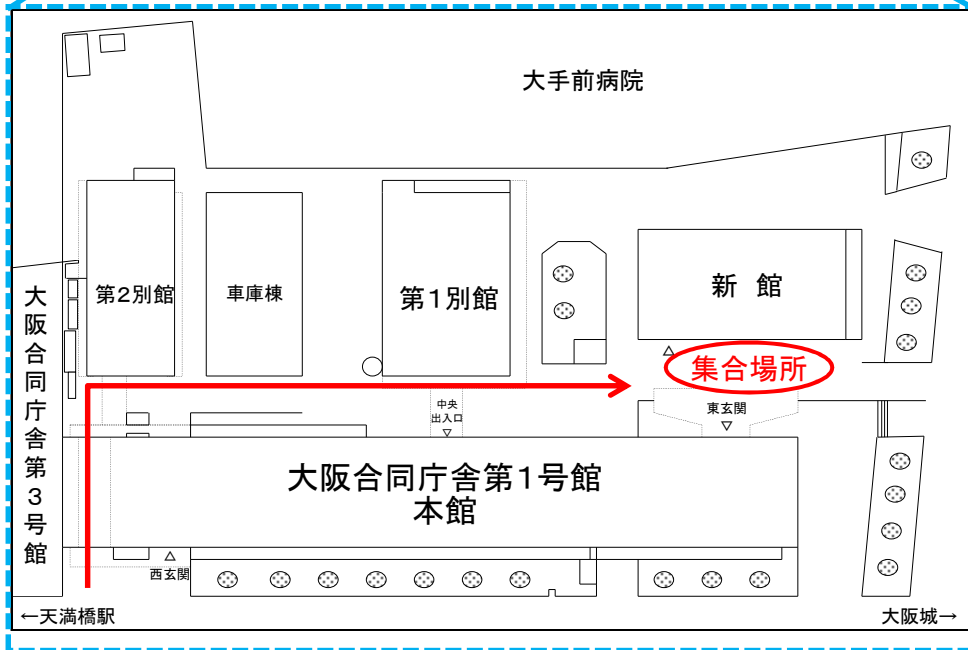 大手前病院
第2別館
車庫棟
第1別館
新 館
集合場所
大阪合同庁舎第3号館
中央
出入口
▽
東玄関
▽
大阪合同庁舎第1号館
本館
△
西玄関
←天満橋駅
大阪城→